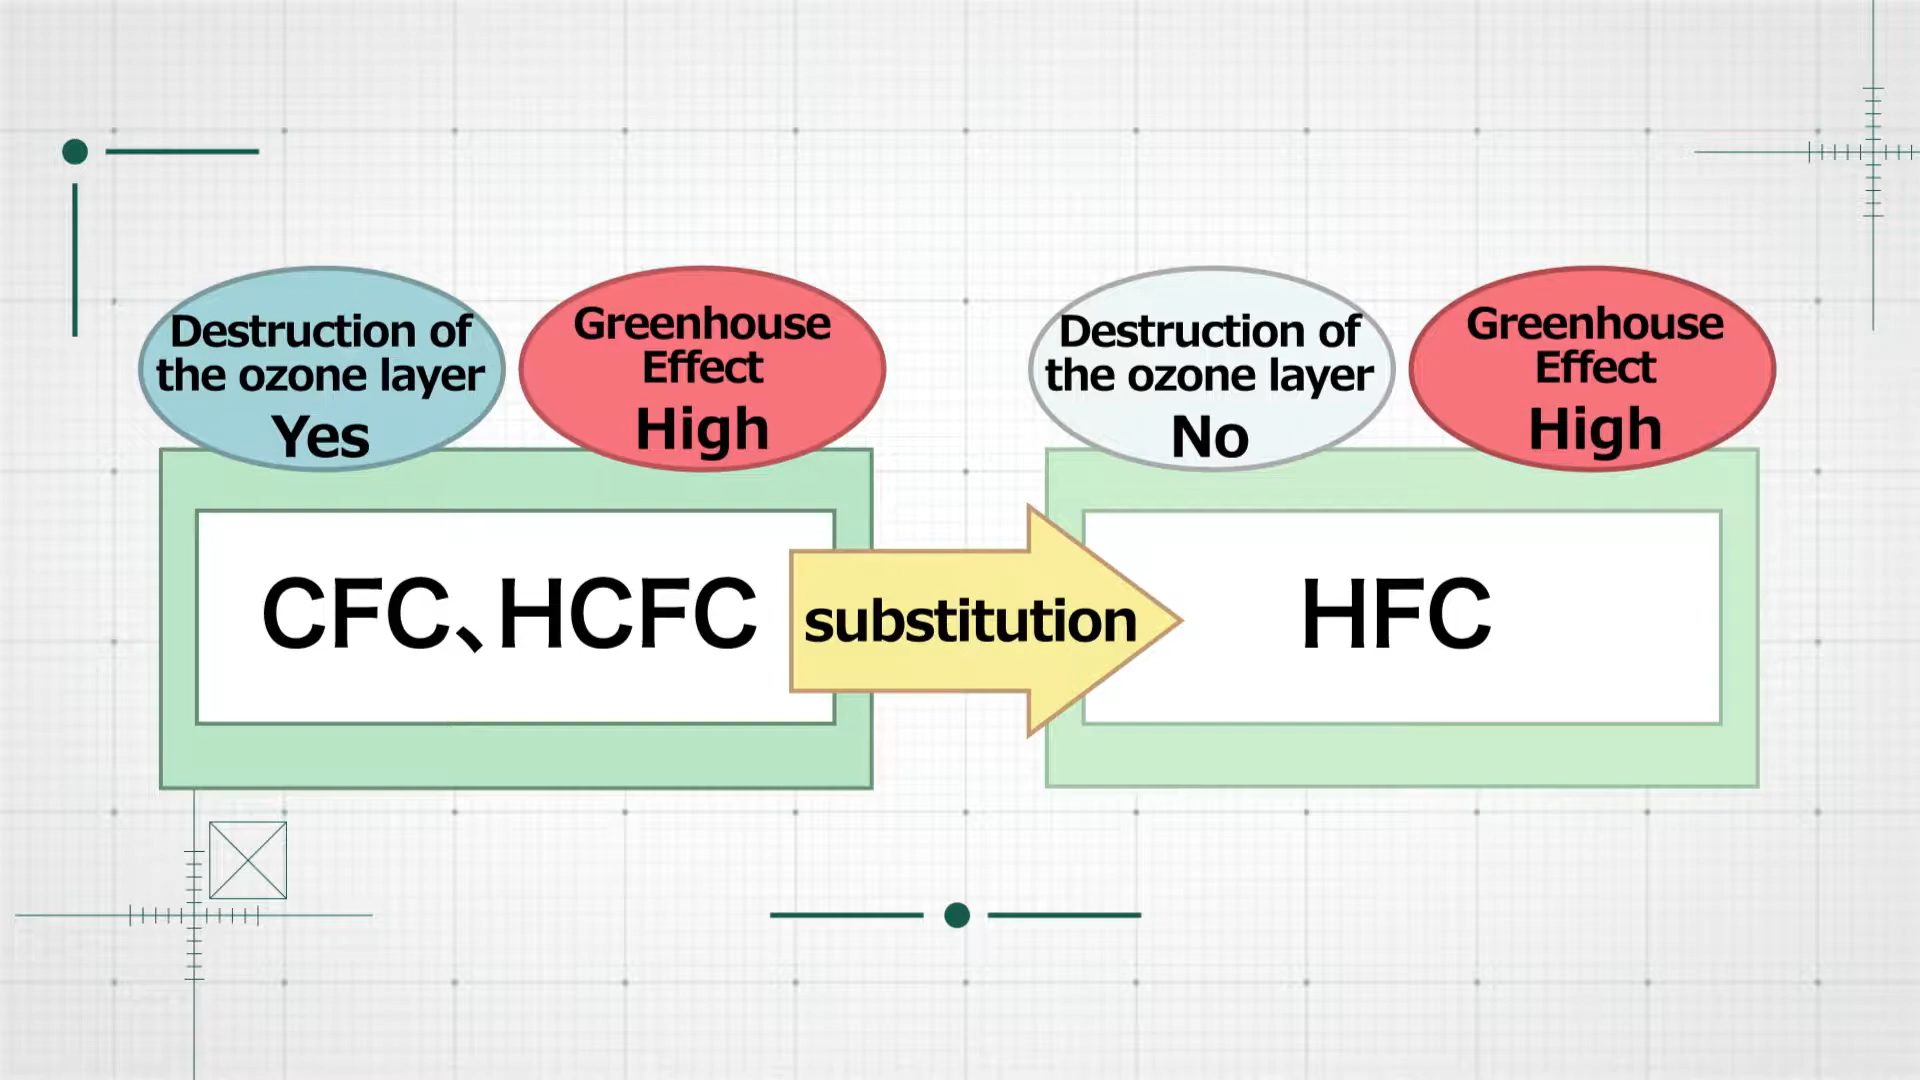 Destruction of
the ozone layer
Yes
Greenhouse
Effect
High
Destruction of
the ozone layer
No
Greenhouse
Effect
High
CFC、HCFC
substitution
HFC